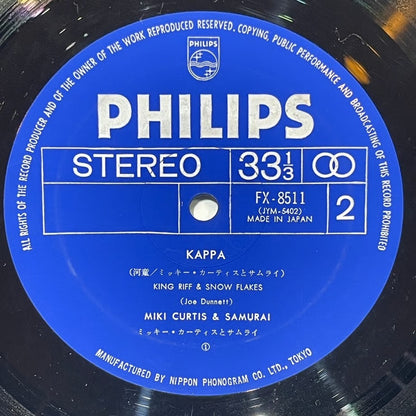 ALL RIGHTS OF THE RECORD PRODUCER AND OF THE OWNER OF THE WORK REPRODUCED RESERVED. COPYING, PUBLIC PERFORMANCE AND BROADCASTING OF THIS RECORD PROHIBITED
PHILIPS
PHILIPS
STEREO 33 1/3
FX-8511
(JYM-5402)
MADE IN JAPAN
2
KAPPA
(河童/ミッキー・カーティスとサムライ)
KING RIFF & SNOW FLAKES
(Joe Dunnett)
MIKI CURTIS & SAMURAI
ミッキー・カーティスとサムライ
①
MANUFACTURED BY NIPPON PHONOGRAM CO. LTD., TOKYO